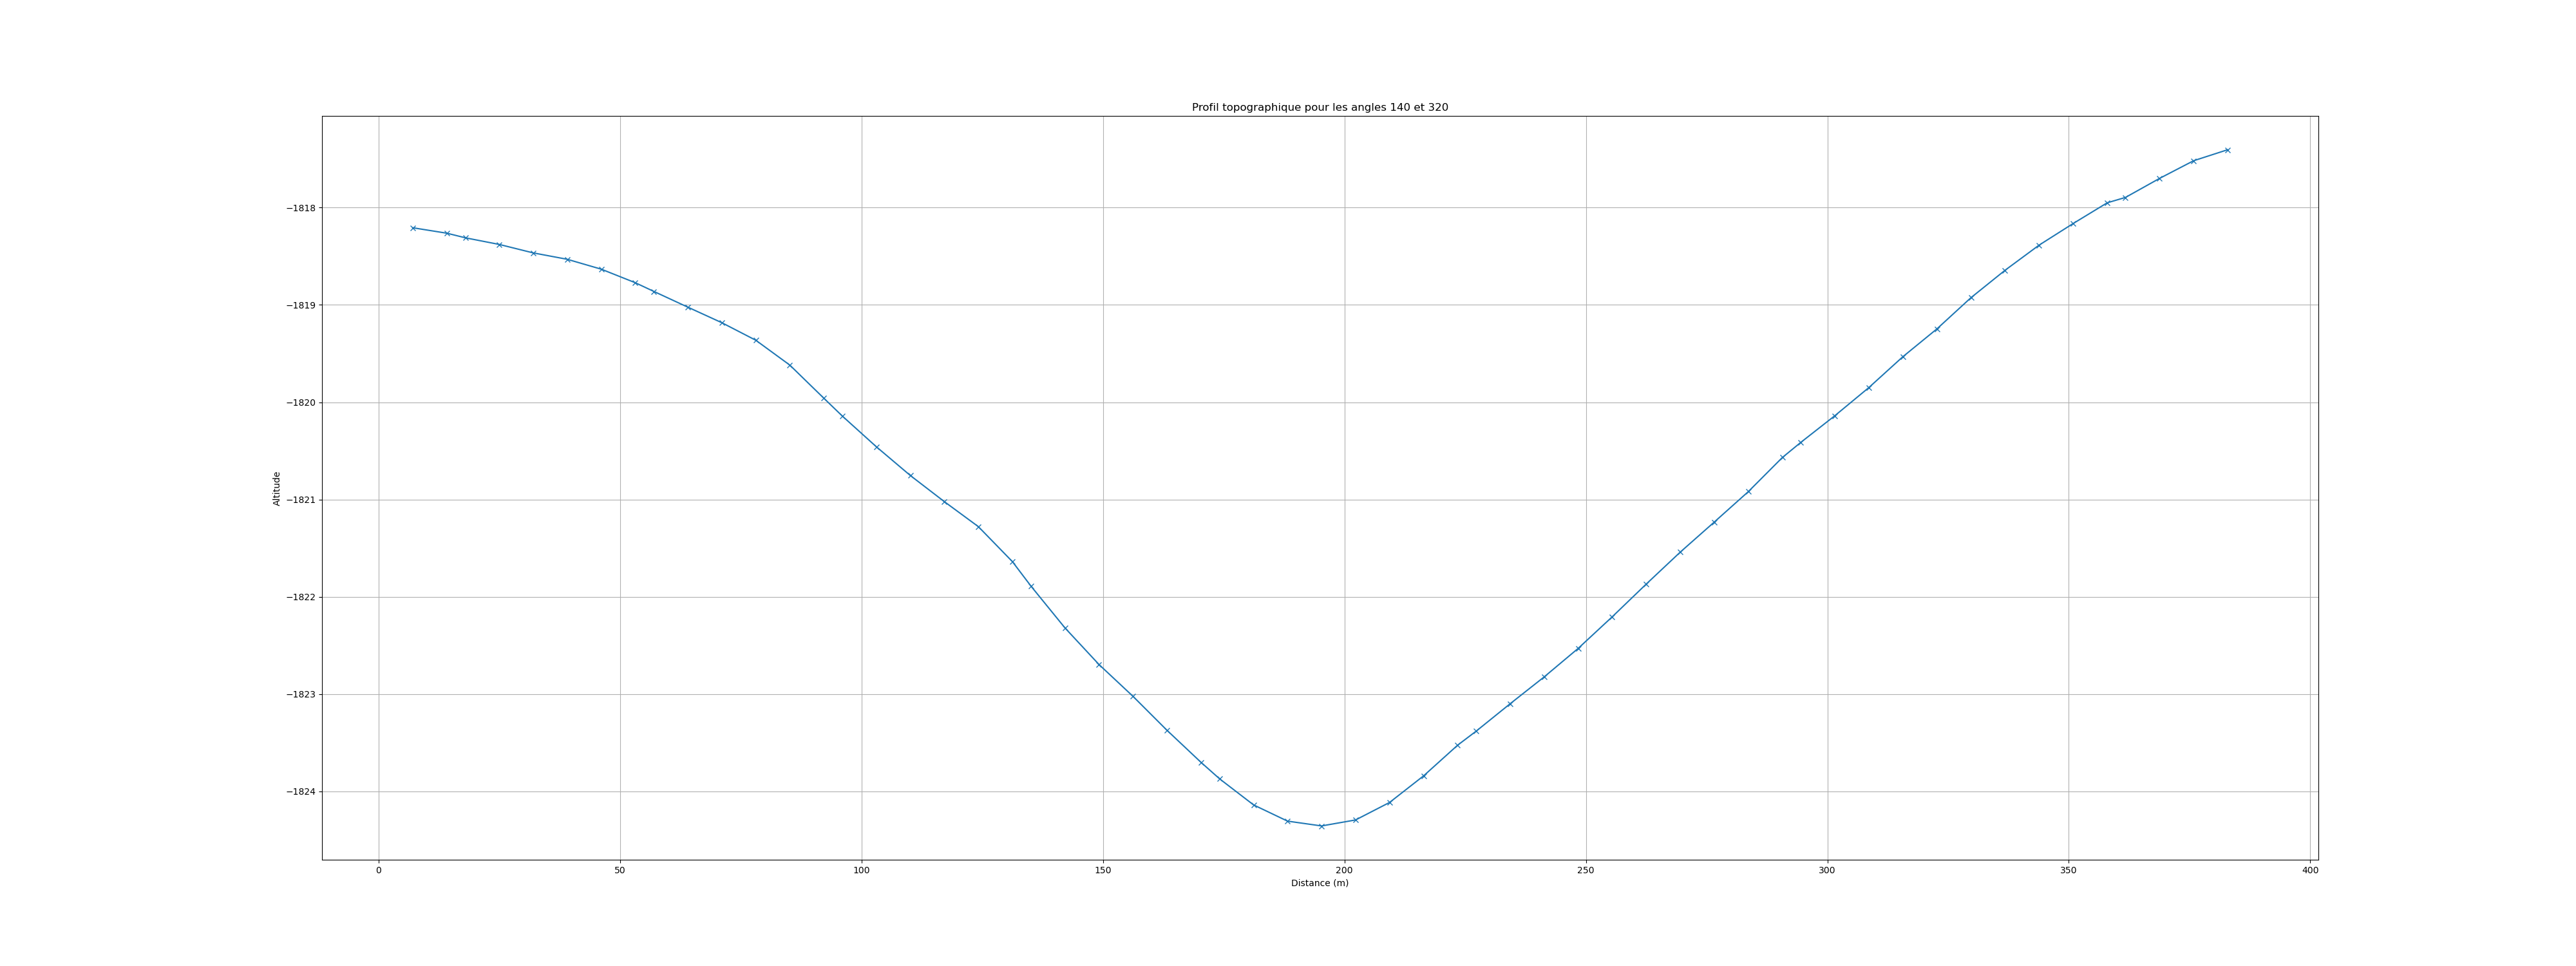 Profil topographique pour les angles 140 et 320
Altitude
−1818
−1819
−1820
−1821
−1822
−1823
−1824
0 50 100 150 200 250 300 350 400
Distance (m)